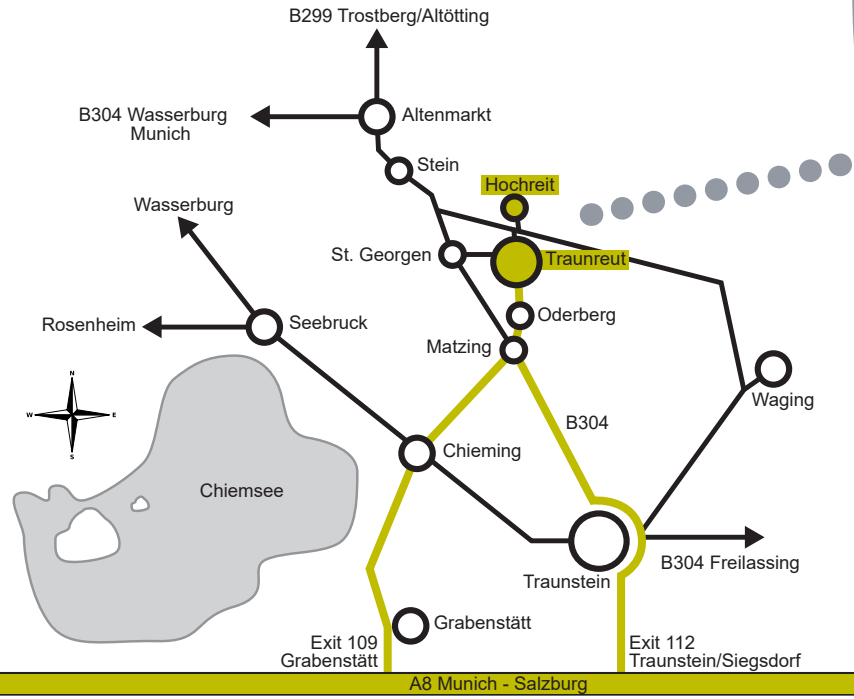 B299 Trostberg/Altötting
B304 Wasserburg
Munich
Altenmarkt
Stein
Hochreit
Wasserburg
St. Georgen
Traunreut
Rosenheim
Seebruck
Oderberg
Matzing
N
W
E
S
Waging
B304
Chieming
Chiemsee
B304 Freilassing
Traunstein
Grabenstätt
Exit 109
Grabenstätt
Exit 112
Traunstein/Siegsdorf
A8 Munich - Salzburg